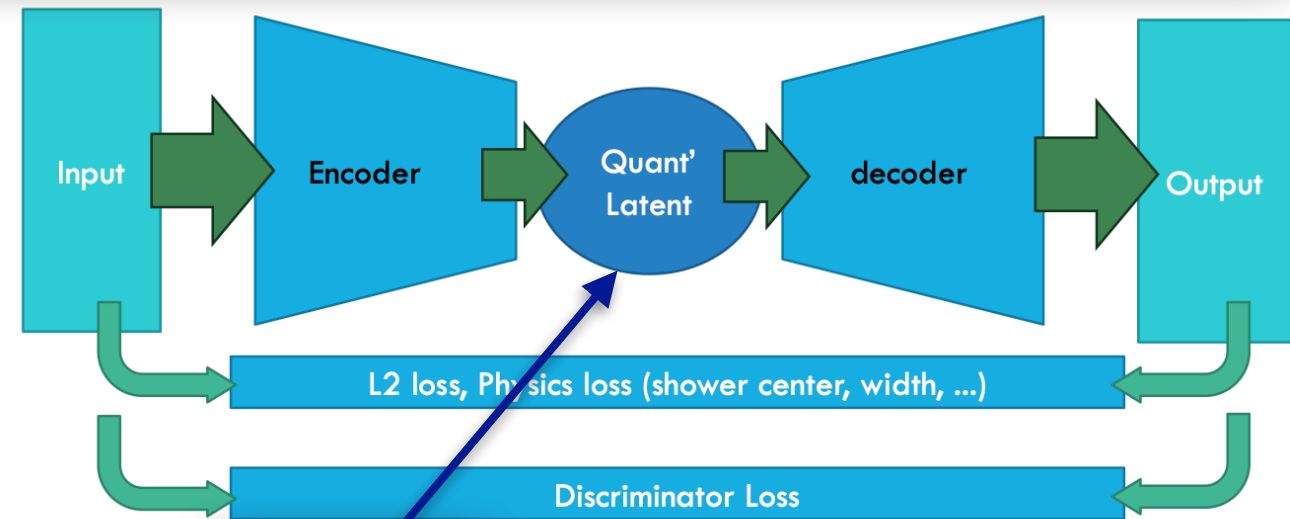 Input
Encoder
Quant’
Latent
decoder
Output
L2 loss, Physics loss (shower center, width, ...)
Discriminator Loss